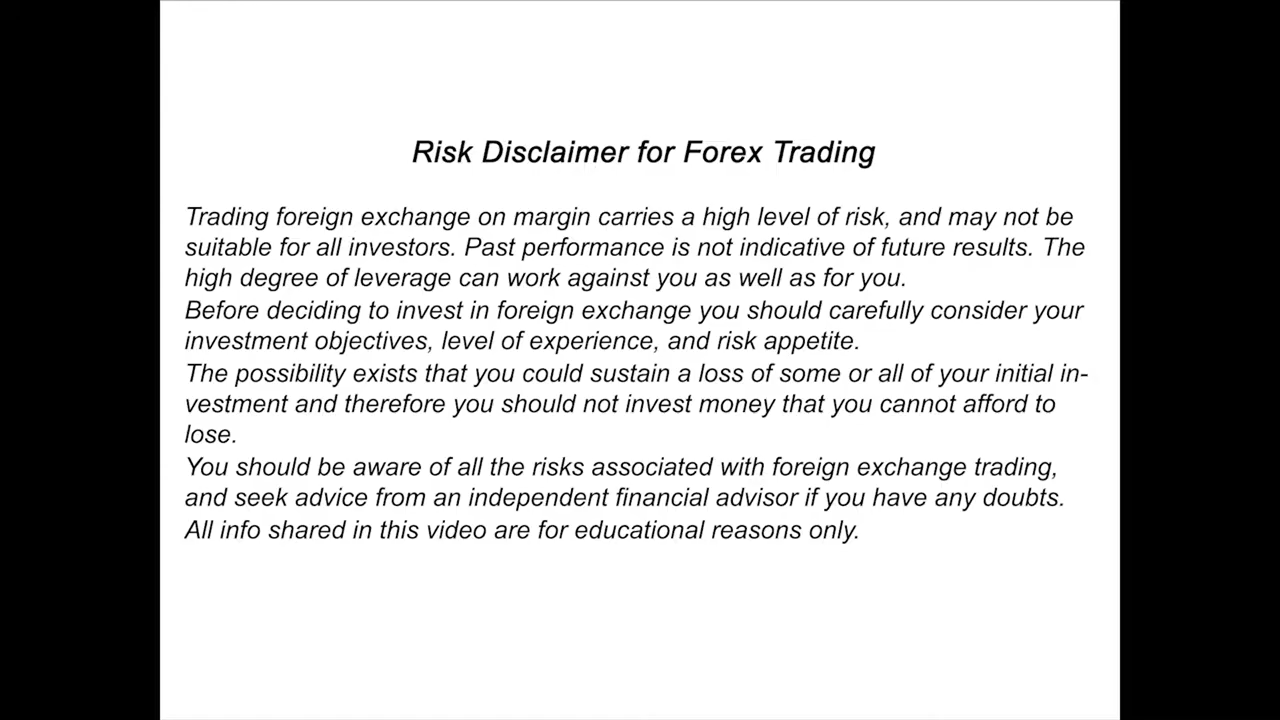 Risk Disclaimer for Forex Trading
Trading foreign exchange on margin carries a high level of risk, and may not be
suitable for all investors. Past performance is not indicative of future results. The
high degree of leverage can work against you as well as for you.
Before deciding to invest in foreign exchange you should carefully consider your
investment objectives, level of experience, and risk appetite.
The possibility exists that you could sustain a loss of some or all of your initial in-
vestment and therefore you should not invest money that you cannot afford to
lose.
You should be aware of all the risks associated with foreign exchange trading,
and seek advice from an independent financial advisor if you have any doubts.
All info shared in this video are for educational reasons only.